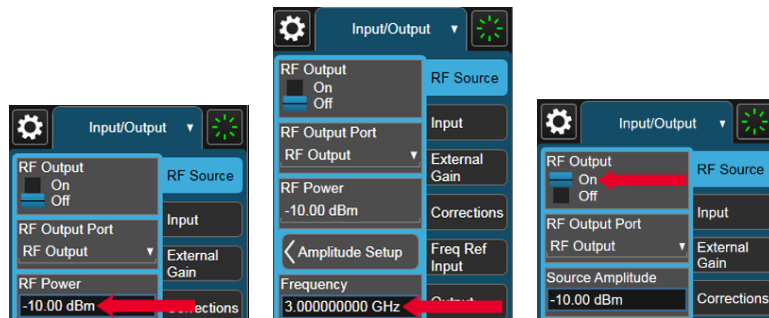 Input/Output
RF Output
On
Off
RF Output Port
RF Output
RF Power
-10.00 dBm
RF Source
Input
External
Gain
Input/Output
RF Output
On
Off
RF Output Port
RF Output
RF Power
-10.00 dBm
Amplitude Setup
Frequency
3.000000000 GHz
RF Source
Input
External
Gain
Corrections
Freq Ref
Input
Input/Output
RF Output
On
Off
RF Output Port
RF Output
Source Amplitude
-10.00 dBm
RF Source
Input
External
Gain
Corrections